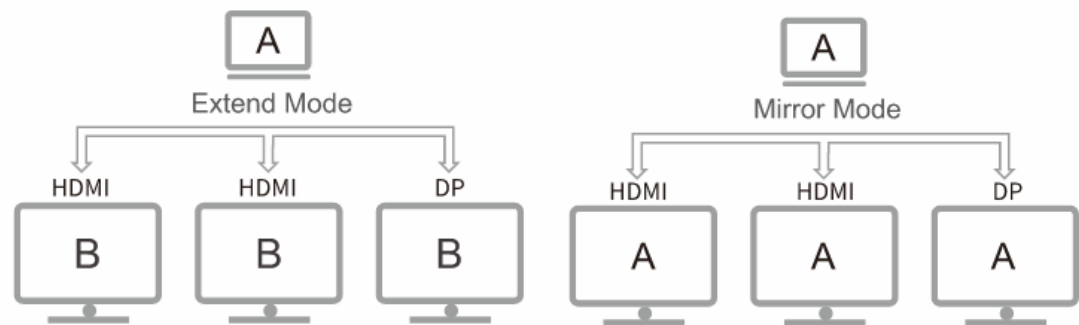 A
Extend Mode
HDMI HDMI DP
B B B
A
Mirror Mode
HDMI HDMI DP
A A A